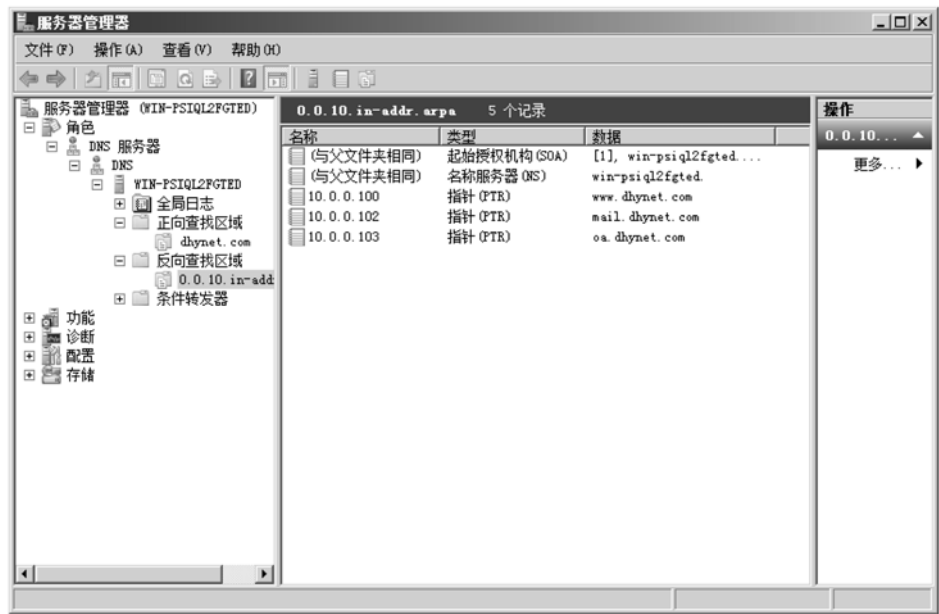 服务器管理器
文件(F) 操作(A) 查看(V) 帮助(H)
服务器管理器 (WIN-PSIQL2FGTED)
角色
DNS 服务器
DNS
WIN-PSIQL2FGTED
全局日志
正向查找区域
dhynet.com
反向查找区域
0.0.10.in-add
条件转发器
功能
诊断
配置
存储
0.0.10.in-addr.arpa 5 个记录
名称 类型 数据
(与父文件夹相同) 起始授权机构(SOA) [1], win-psiql2fgted....
(与父文件夹相同) 名称服务器(NS) win-psiql2fgted.
10.0.0.100 指针(PTR) www.dhynet.com
10.0.0.102 指针(PTR) mail.dhynet.com
10.0.0.103 指针(PTR) oa.dhynet.com
操作
0.0.10...
更多...